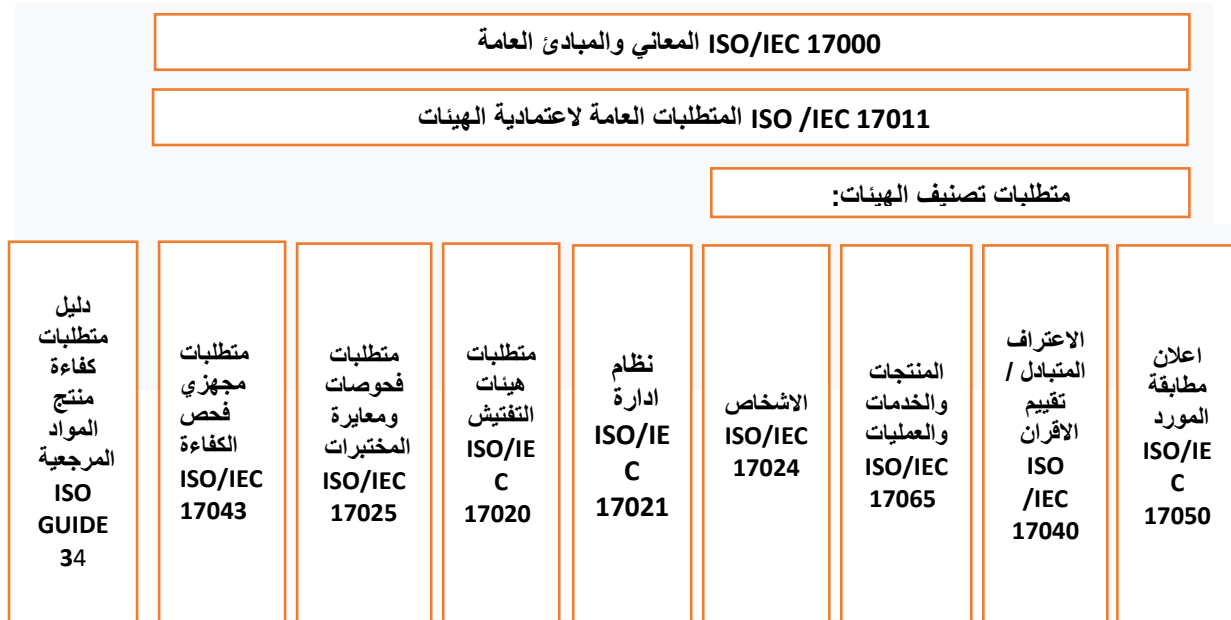 ISO/IEC 17000 المعاني والمبادئ العامة
ISO /IEC 17011 المتطلبات العامة لاعتمادية الهيئات
متطلبات تصنيف الهيئات:
اعلان
مطابقة
المورد
ISO/IE
C
17050
الاعتراف
المتبادل /
تقييم
الاقران
ISO
/IEC
17040
المنتجات
والخدمات
والعمليات
ISO/IEC
17065
الاشخاص
ISO/IEC
17024
نظام
ادارة
ISO/IE
C
17021
متطلبات
هيئات
التفتيش
ISO/IE
C
17020
متطلبات
فحوصات
ومعايرة
المختبرات
ISO/IEC
17025
متطلبات
مجهزي
فحص
الكفاءة
ISO/IEC
17043
دليل
متطلبات
كفاءة
منتج
المواد
المرجعية
ISO
GUIDE
34